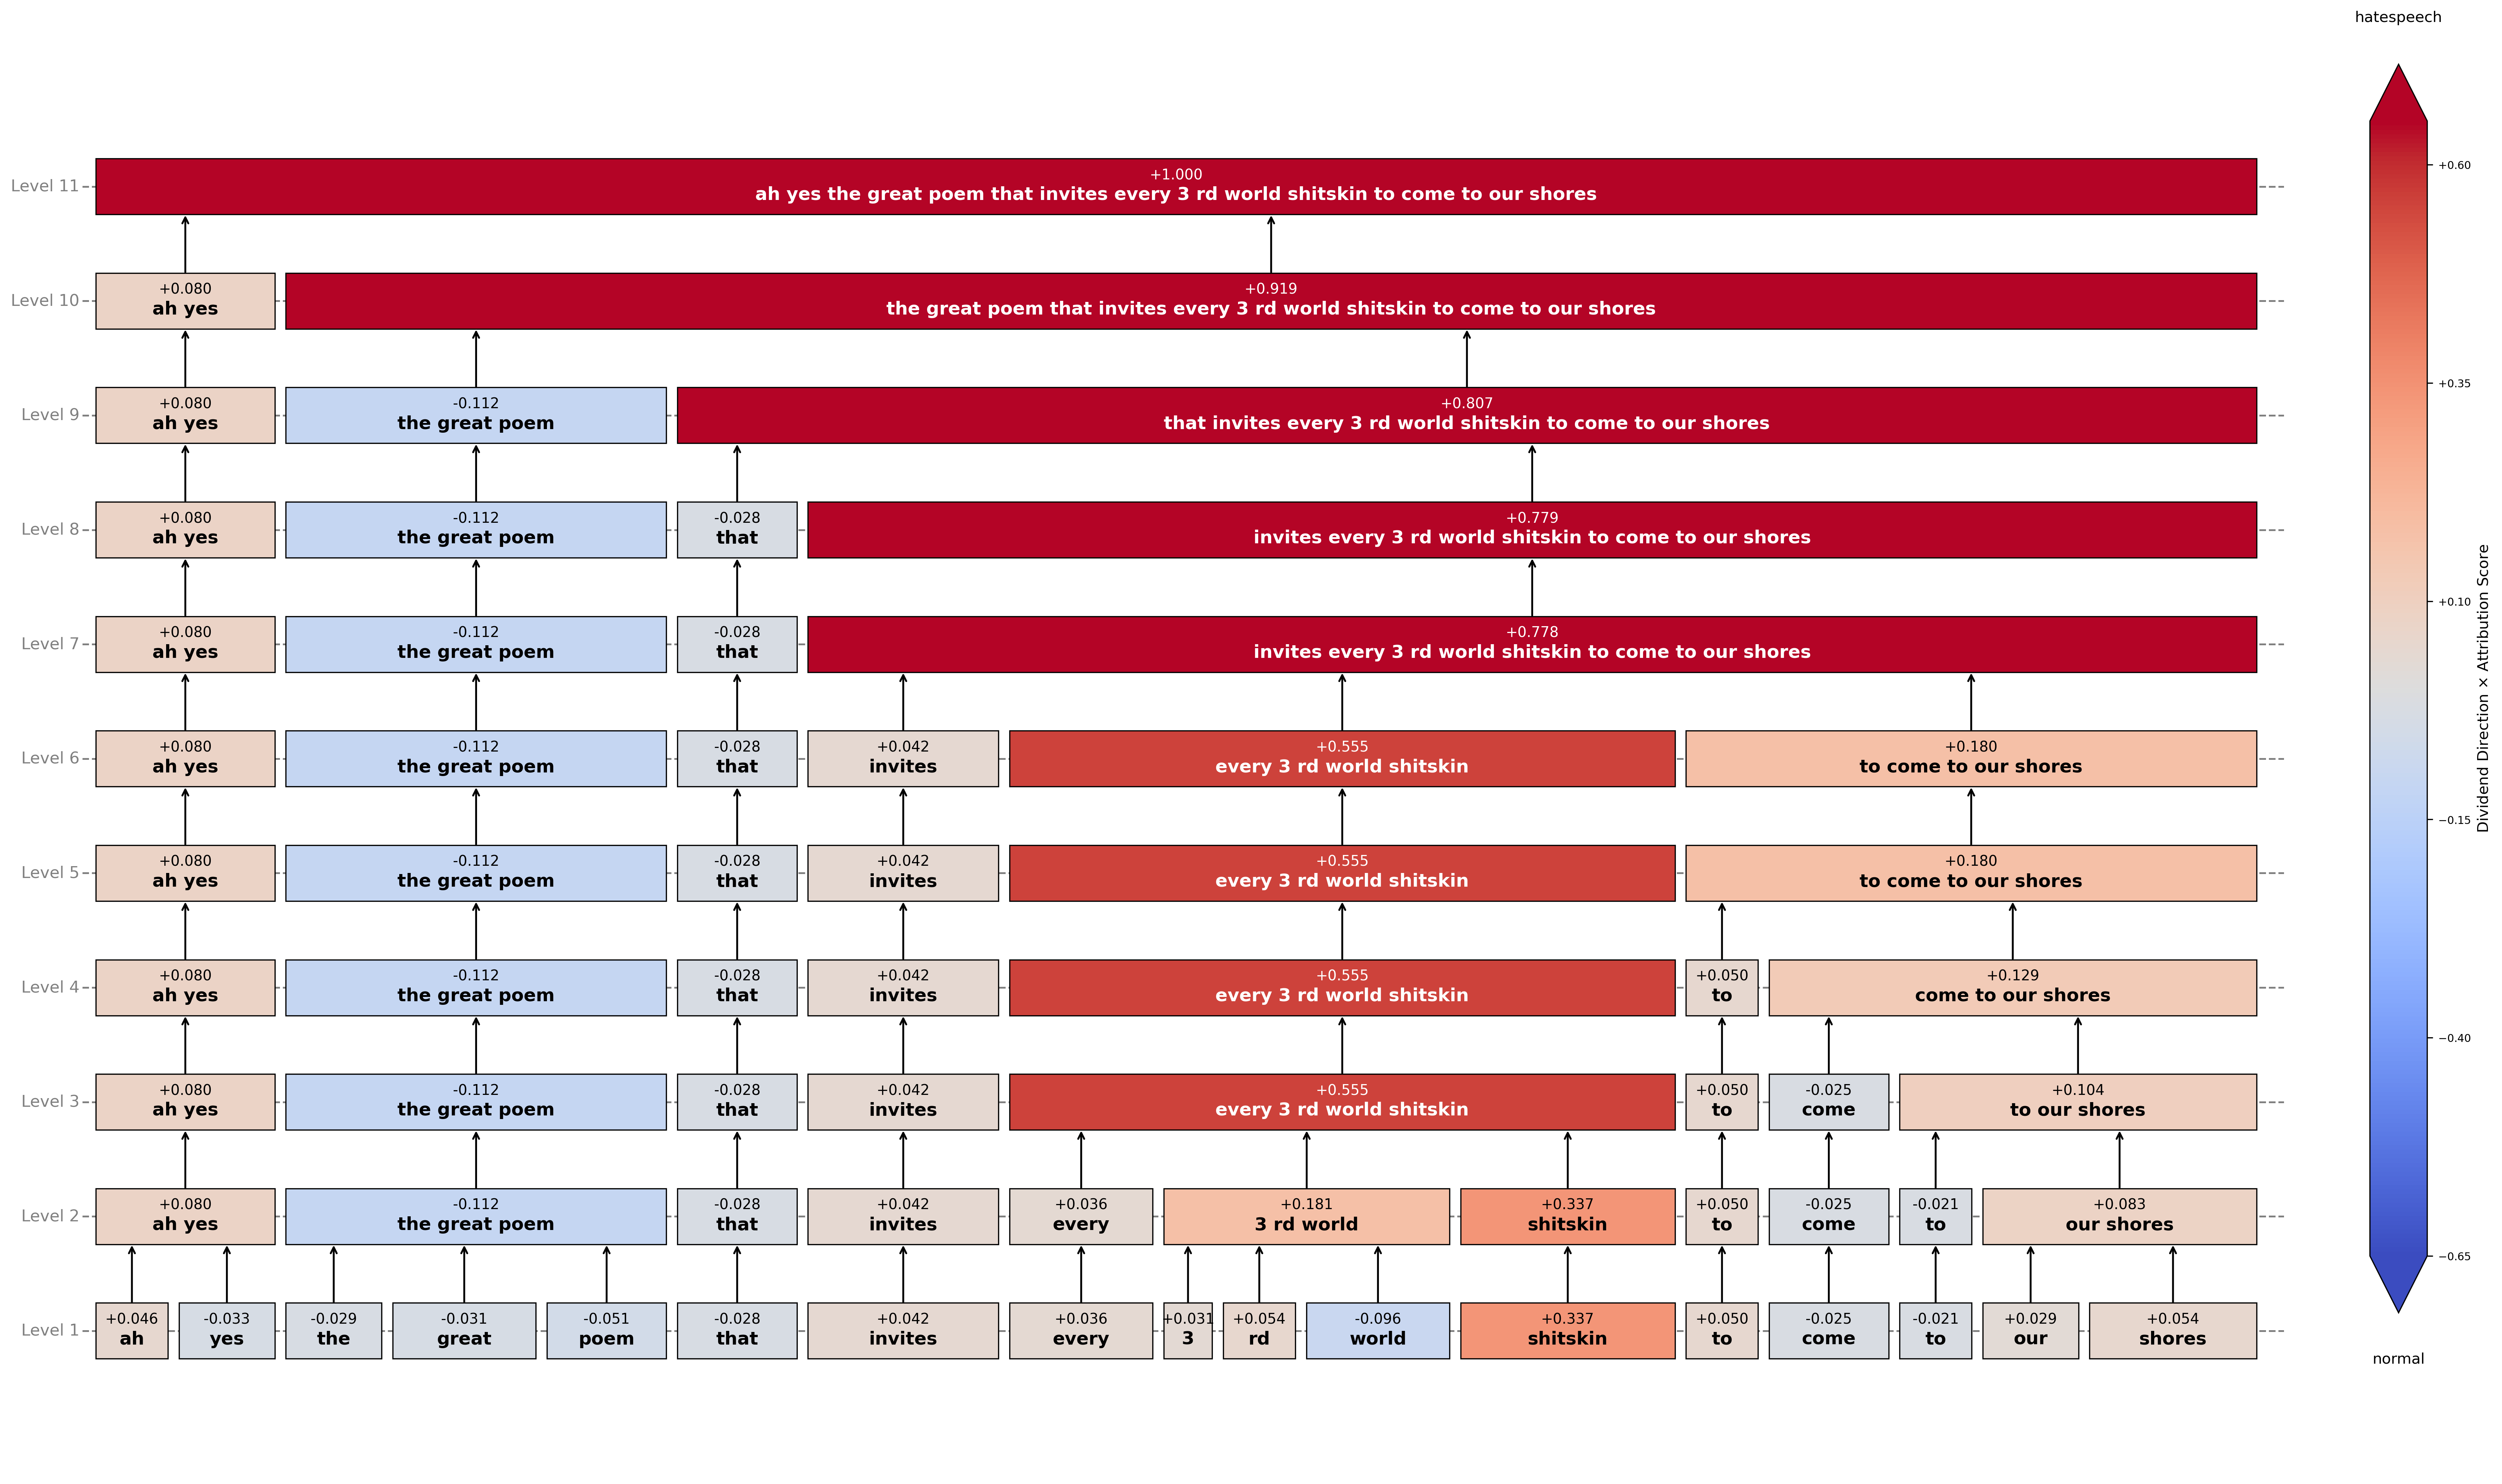 hatespeech
Level 11
+1.000
ah yes the great poem that invites every 3 rd world shitskin to come to our shores
Level 10
+0.080
ah yes
+0.919
the great poem that invites every 3 rd world shitskin to come to our shores
Level 9
+0.080
ah yes
-0.112
the great poem
+0.807
that invites every 3 rd world shitskin to come to our shores
Level 8
+0.080
ah yes
-0.112
the great poem
-0.028
that
+0.779
invites every 3 rd world shitskin to come to our shores
Level 7
+0.080
ah yes
-0.112
the great poem
-0.028
that
+0.778
invites every 3 rd world shitskin to come to our shores
Level 6
+0.080
ah yes
-0.112
the great poem
-0.028
that
+0.042
invites
+0.555
every 3 rd world shitskin
+0.180
to come to our shores
Level 5
+0.080
ah yes
-0.112
the great poem
-0.028
that
+0.042
invites
+0.555
every 3 rd world shitskin
+0.180
to come to our shores
Level 4
+0.080
ah yes
-0.112
the great poem
-0.028
that
+0.042
invites
+0.555
every 3 rd world shitskin
+0.050
to
+0.129
come to our shores
Level 3
+0.080
ah yes
-0.112
the great poem
-0.028
that
+0.042
invites
+0.555
every 3 rd world shitskin
+0.050
to
-0.025
come
+0.104
to our shores
Level 2
+0.080
ah yes
-0.112
the great poem
-0.028
that
+0.042
invites
+0.036
every
+0.181
3 rd world
+0.337
shitskin
+0.050
to
-0.025
come
-0.021
to
+0.083
our shores
Level 1
+0.046
ah
-0.033
yes
-0.029
the
-0.031
great
-0.051
poem
-0.028
that
+0.042
invites
+0.036
every
+0.031
3
+0.054
rd
-0.096
world
+0.337
shitskin
+0.050
to
-0.025
come
-0.021
to
+0.029
our
+0.054
shores
+0.60
+0.35
+0.10
−0.15
−0.40
−0.65
Dividend Direction × Attribution Score
normal